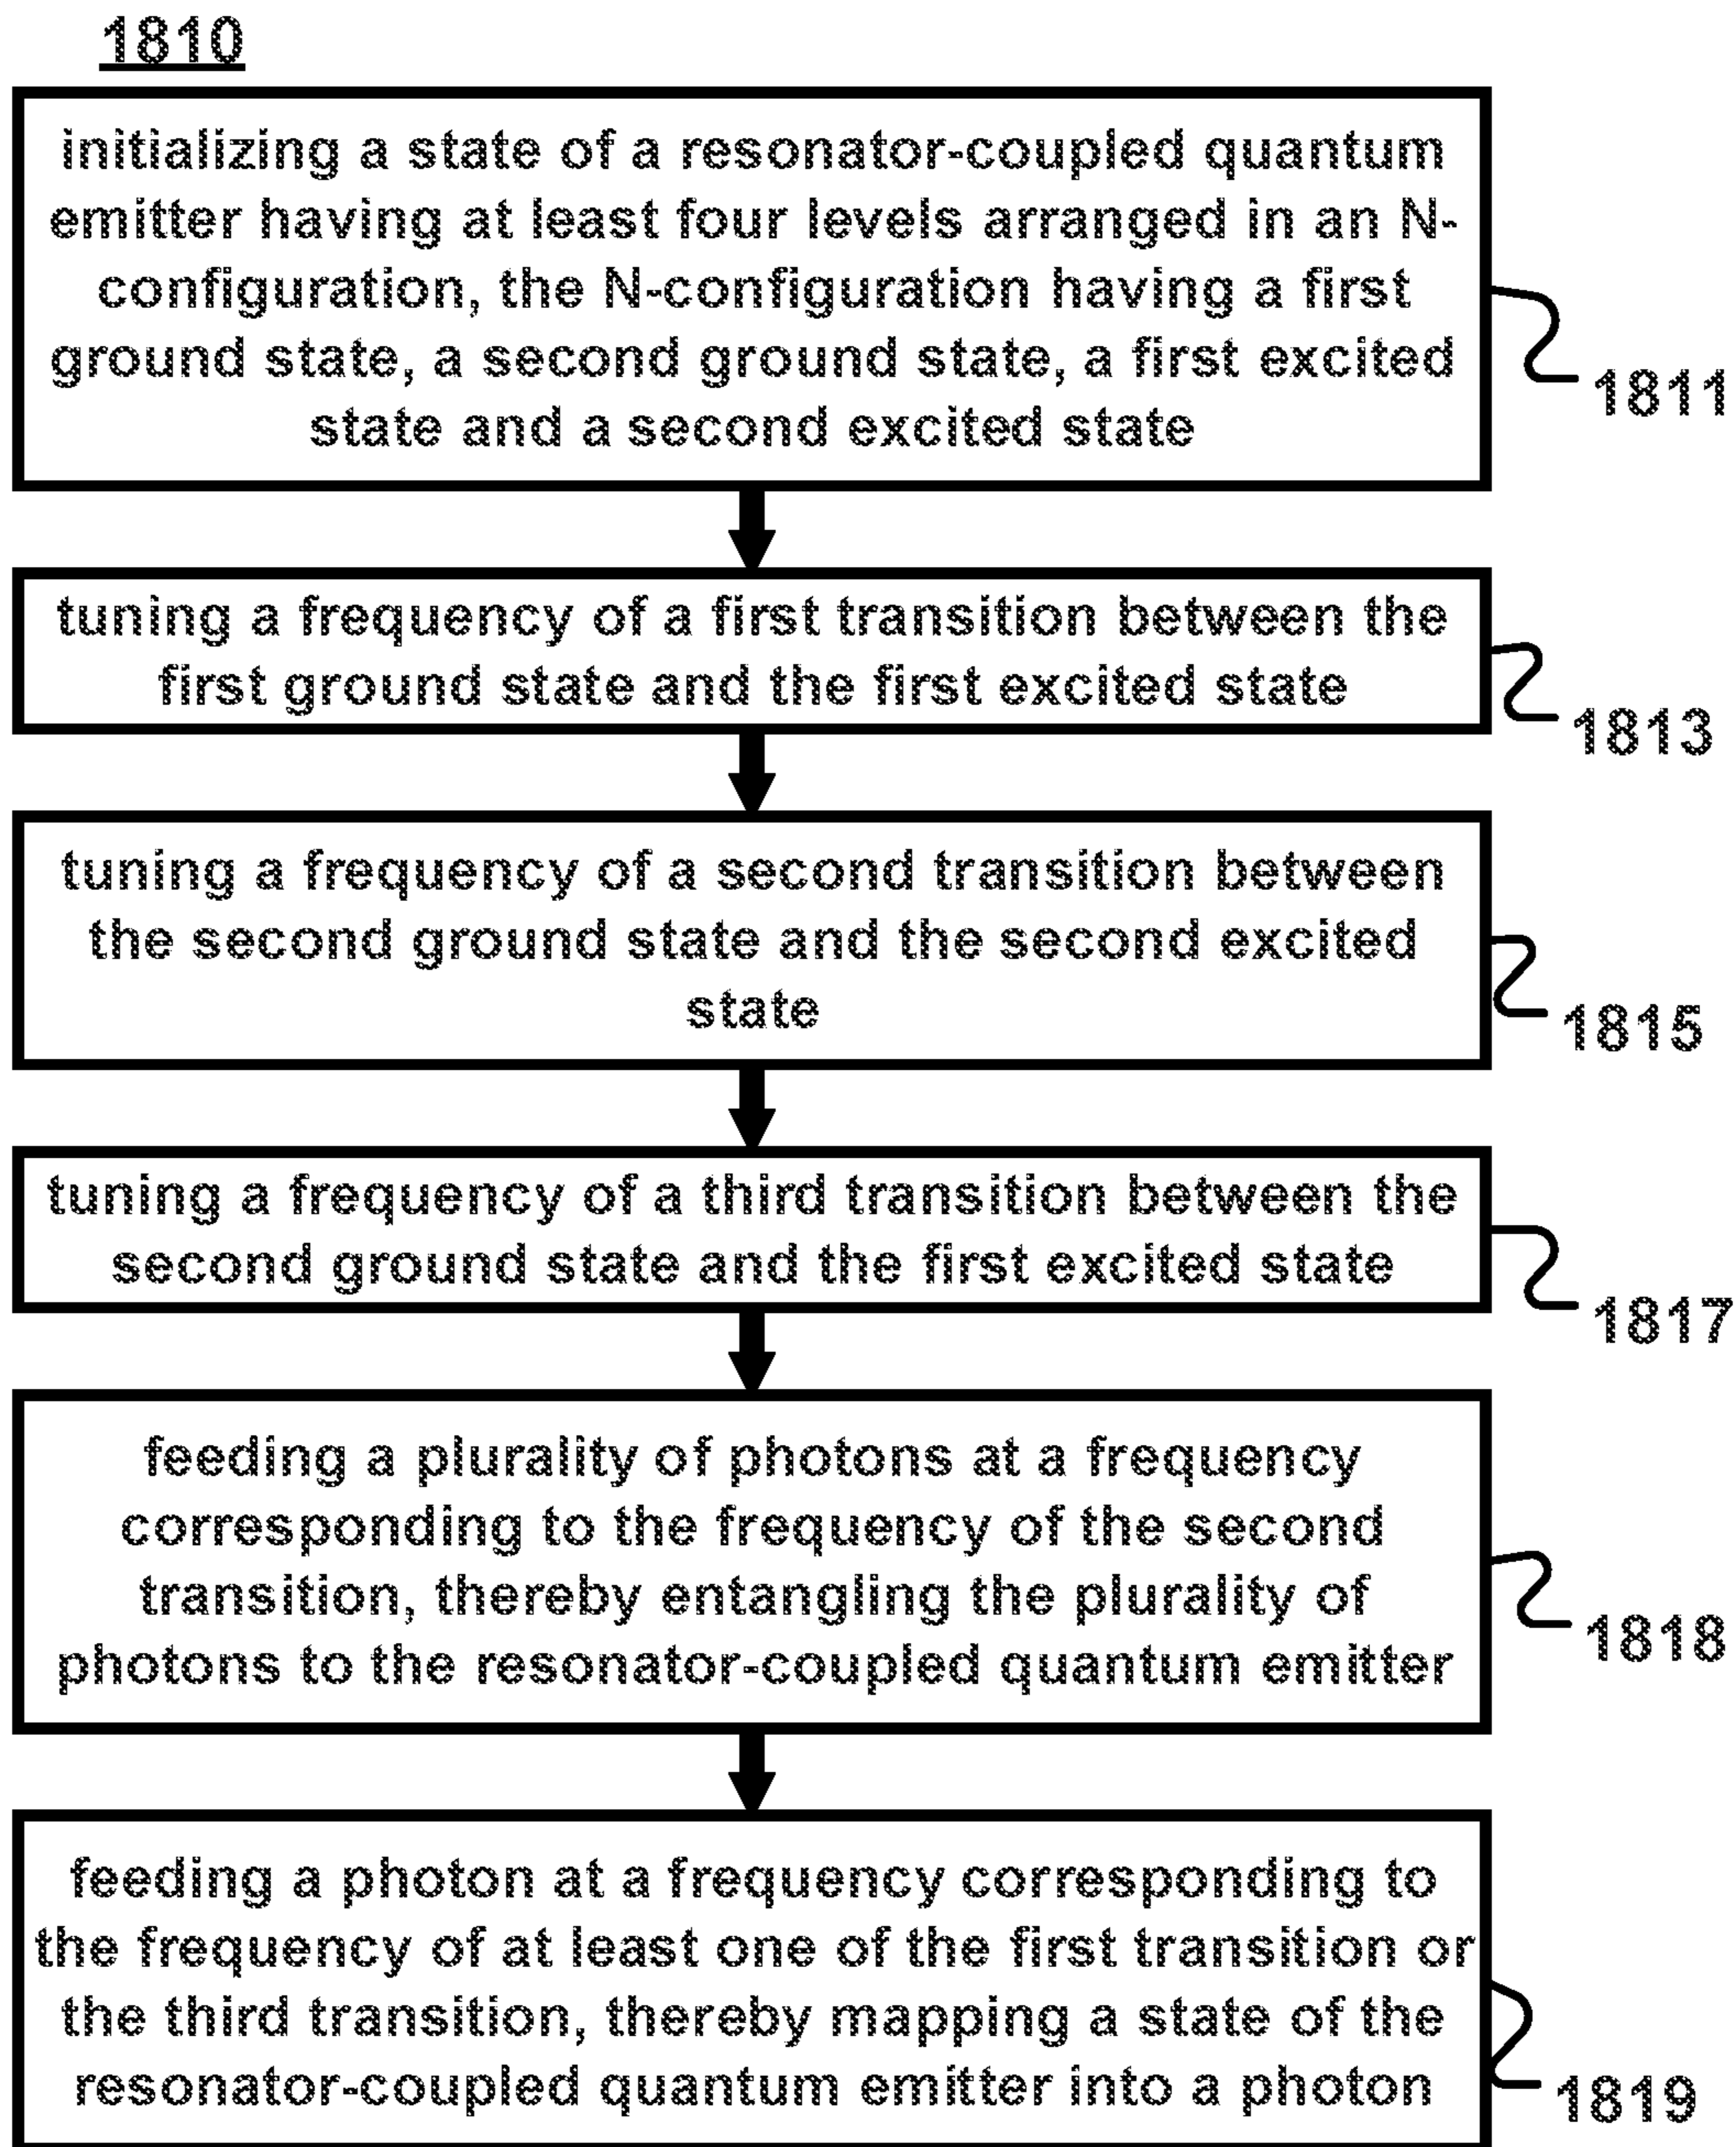 1810
initializing a state of a resonator-coupled quantum
emitter having at least four levels arranged in an N-
configuration, the N-configuration having a first
ground state, a second ground state, a first excited
state and a second excited state
1811
tuning a frequency of a first transition between the
first ground state and the first excited state
1813
tuning a frequency of a second transition between
the second ground state and the second excited
state
1815
tuning a frequency of a third transition between the
second ground state and the first excited state
1817
feeding a plurality of photons at a frequency
corresponding to the frequency of the second
transition, thereby entangling the plurality of
photons to the resonator-coupled quantum emitter
1818
feeding a photon at a frequency corresponding to
the frequency of at least one of the first transition or
the third transition, thereby mapping a state of the
resonator-coupled quantum emitter into a photon
1819